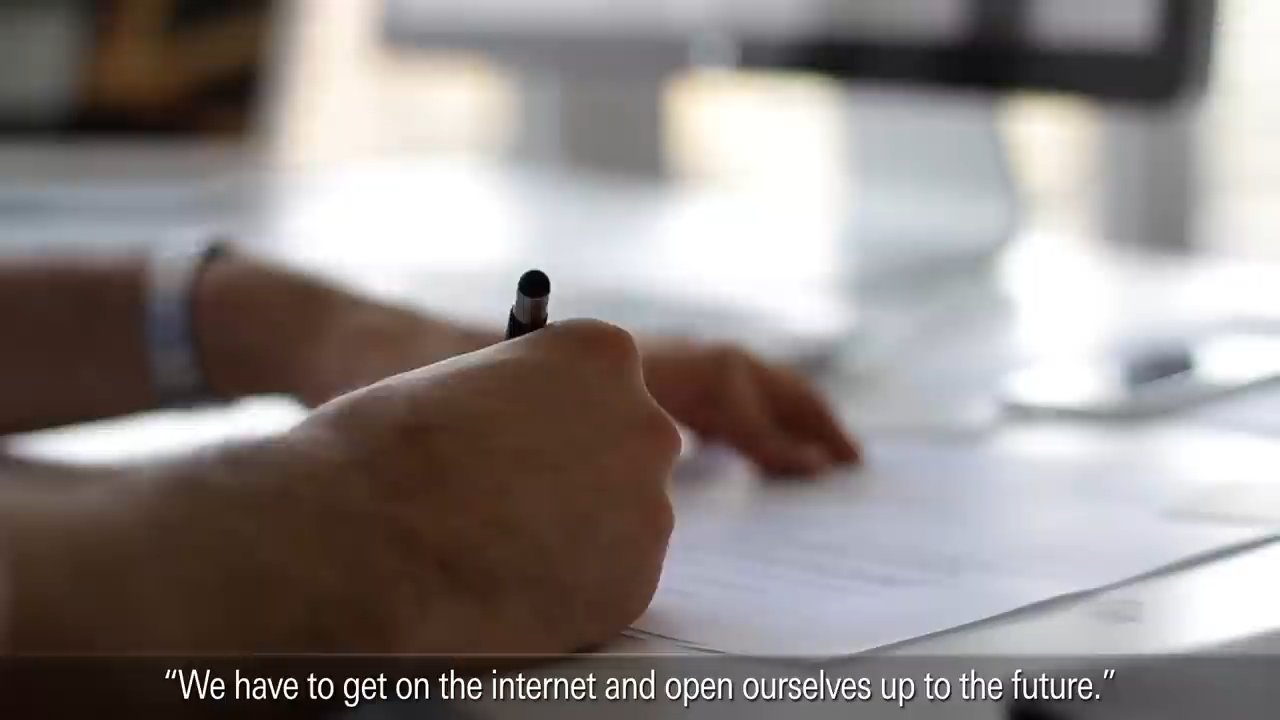 “We have to get on the internet and open ourselves up to the future.”